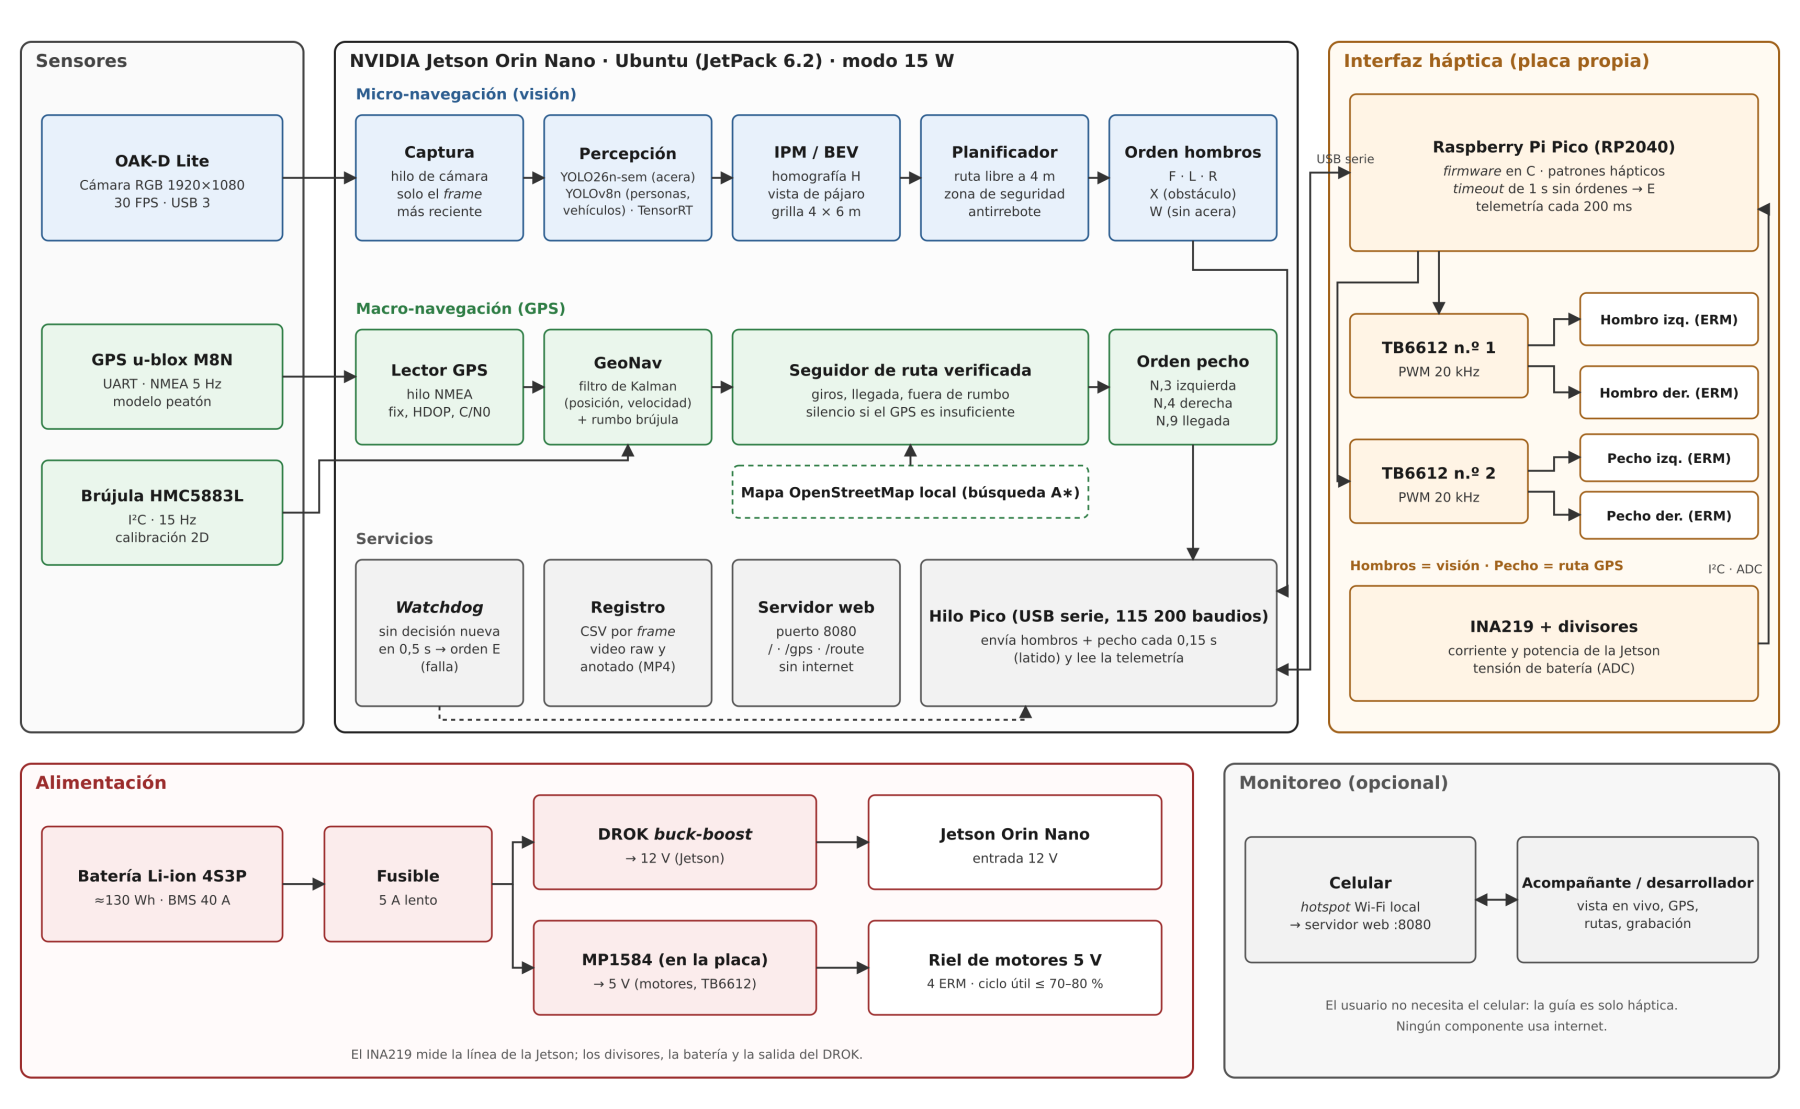 Sensores
OAK-D Lite
Cámara RGB 1920×1080
30 FPS · USB 3
GPS u-blox M8N
UART · NMEA 5 Hz
modelo peatón
Brújula HMC5883L
I²C · 15 Hz
calibración 2D
NVIDIA Jetson Orin Nano · Ubuntu (JetPack 6.2) · modo 15 W
Micro-navegación (visión)
Captura
hilo de cámara
solo el frame
más reciente
Percepción
YOLO26n-sem (acera)
YOLOv8n (personas,
vehículos) · TensorRT
IPM / BEV
homografía H
vista de pájaro
grilla 4 × 6 m
Planificador
ruta libre a 4 m
zona de seguridad
antirrebote
Orden hombros
F · L · R
X (obstáculo)
W (sin acera)
Macro-navegación (GPS)
Lector GPS
hilo NMEA
fix, HDOP, C/N0
GeoNav
filtro de Kalman
(posición, velocidad)
+ rumbo brújula
Seguidor de ruta verificada
giros, llegada, fuera de rumbo
silencio si el GPS es insuficiente
Orden pecho
N,3 izquierda
N,4 derecha
N,9 llegada
Mapa OpenStreetMap local (búsqueda A∗)
Servicios
Watchdog
sin decisión nueva
en 0,5 s → orden E
(falla)
Registro
CSV por frame
video raw y
anotado (MP4)
Servidor web
puerto 8080
/ · /gps · /route
sin internet
Hilo Pico (USB serie, 115 200 baudios)
envía hombros + pecho cada 0,15 s
(latido) y lee la telemetría
Interfaz háptica (placa propia)
USB serie
Raspberry Pi Pico (RP2040)
firmware en C · patrones hápticos
timeout de 1 s sin órdenes → E
telemetría cada 200 ms
TB6612 n.º 1
PWM 20 kHz
Hombro izq. (ERM)
Hombro der. (ERM)
TB6612 n.º 2
PWM 20 kHz
Pecho izq. (ERM)
Pecho der. (ERM)
Hombros = visión · Pecho = ruta GPS
I²C · ADC
INA219 + divisores
corriente y potencia de la Jetson
tensión de batería (ADC)
Alimentación
Batería Li-ion 4S3P
≈130 Wh · BMS 40 A
Fusible
5 A lento
DROK buck-boost
→ 12 V (Jetson)
Jetson Orin Nano
entrada 12 V
MP1584 (en la placa)
→ 5 V (motores, TB6612)
Riel de motores 5 V
4 ERM · ciclo útil ≤ 70–80 %
El INA219 mide la línea de la Jetson; los divisores, la batería y la salida del DROK.
Monitoreo (opcional)
Celular
hotspot Wi-Fi local
→ servidor web :8080
Acompañante / desarrollador
vista en vivo, GPS,
rutas, grabación
El usuario no necesita el celular: la guía es solo háptica.
Ningún componente usa internet.